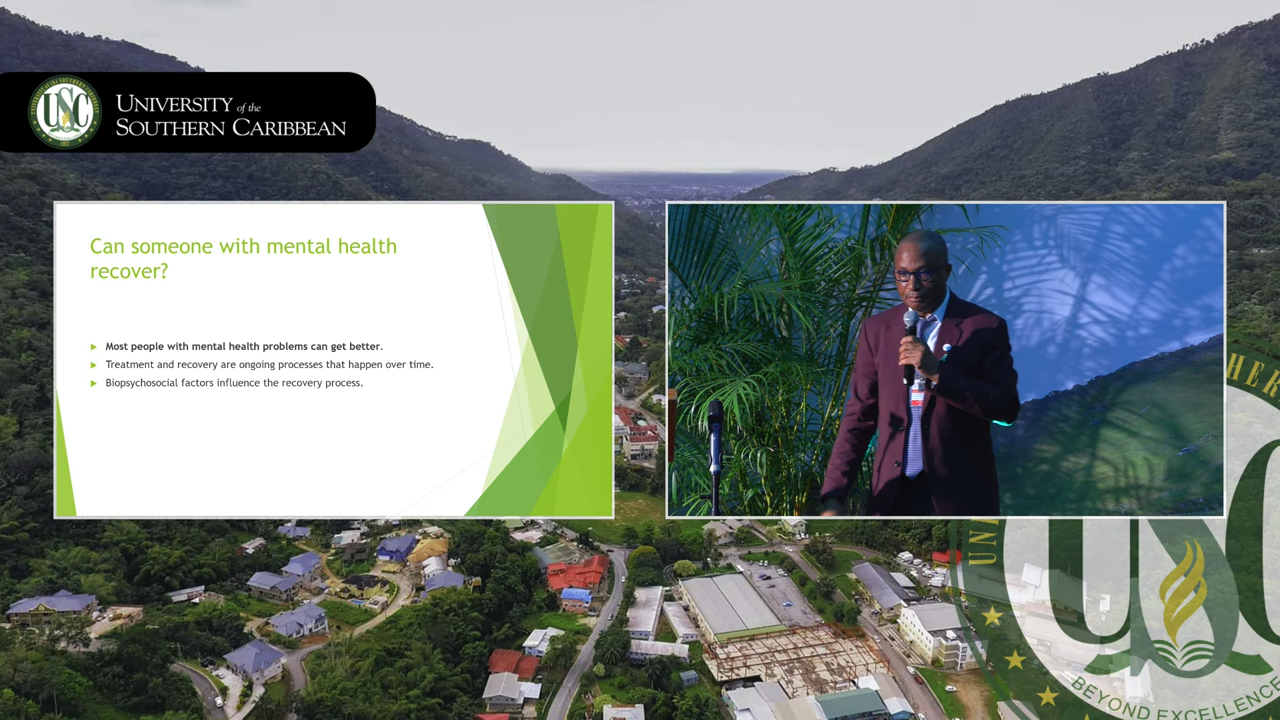 UNIVERSITY of the
SOUTHERN CARIBBEAN
USC
Can someone with mental health
recover?
Most people with mental health problems can get better.
Treatment and recovery are ongoing processes that happen over time.
Biopsychosocial factors influence the recovery process.
BEYOND EXCELLENCE